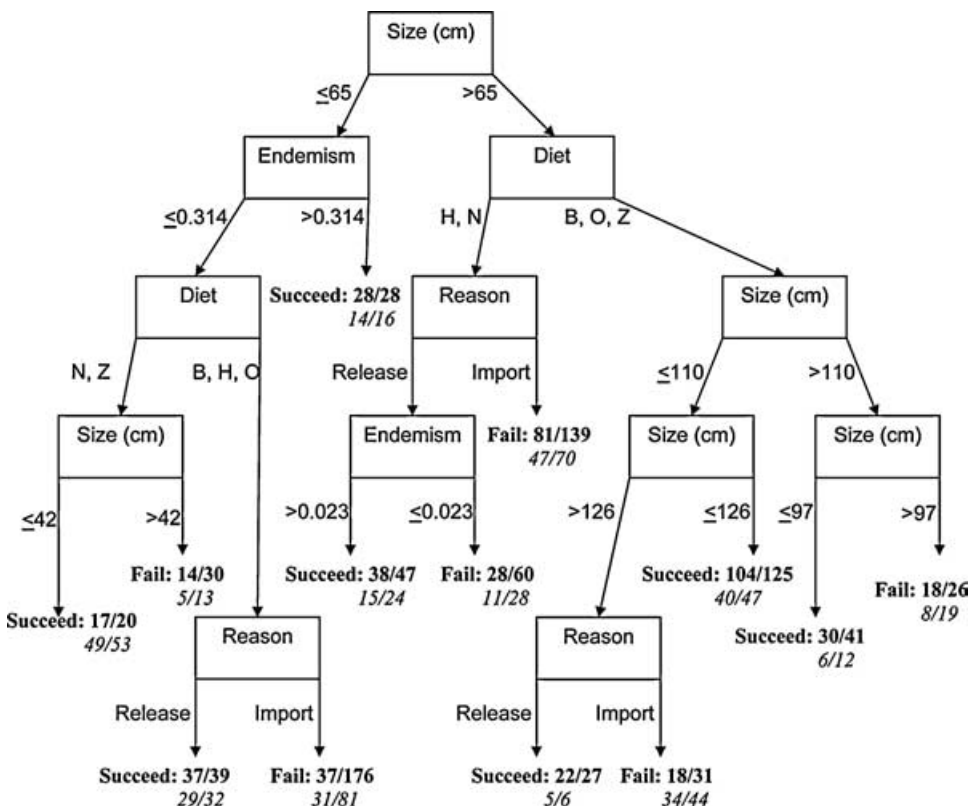 Size (cm)
≤65
>65
Endemism
Diet
≤0.314
>0.314
H, N
B, O, Z
Diet
Succeed: 28/28
14/16
Reason
Size (cm)
N, Z
B, H, O
Release
Import
≤110
>110
Size (cm)
Endemism
Fail: 81/139
47/70
Size (cm)
Size (cm)
≤42
>42
>0.023
≤0.023
>126
≤126
≤97
>97
Fail: 14/30
5/13
Succeed: 38/47
15/24
Fail: 28/60
11/28
Succeed: 104/125
40/47
Fail: 18/26
8/19
Succeed: 17/20
49/53
Reason
Reason
Succeed: 30/41
6/12
Release
Import
Release
Import
Succeed: 37/39
29/32
Fail: 37/176
31/81
Succeed: 22/27
5/6
Fail: 18/31
34/44